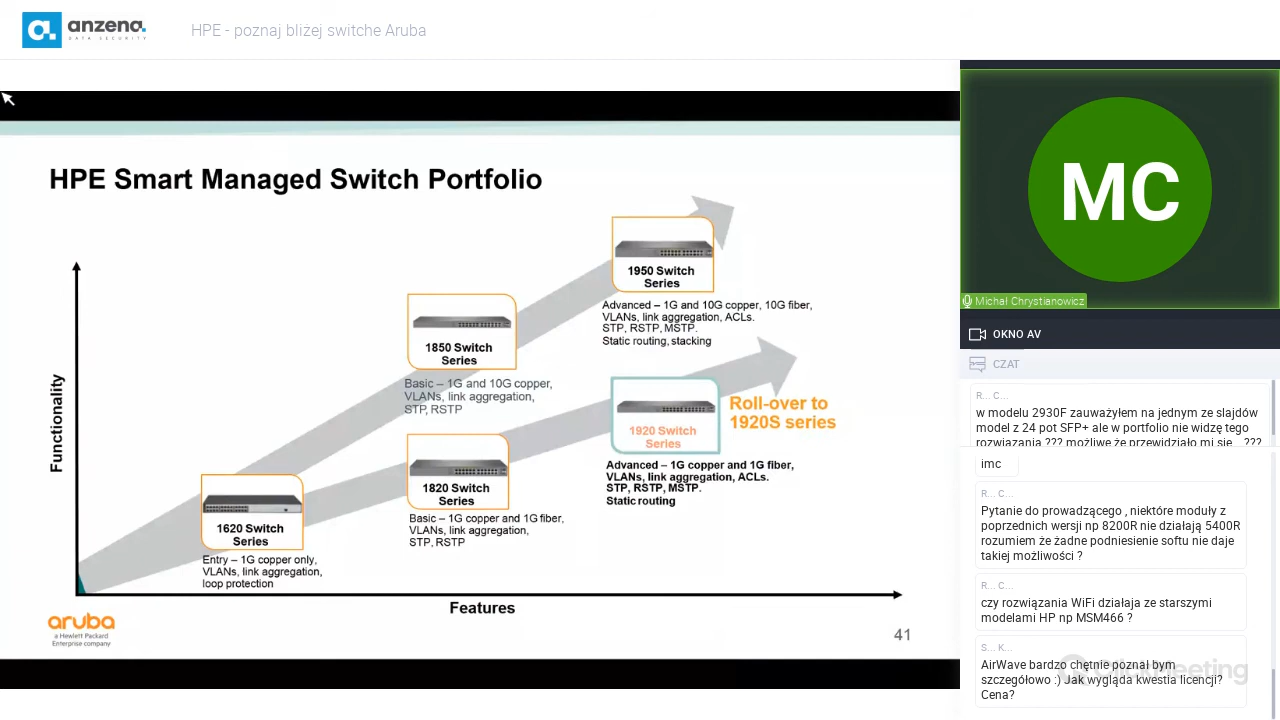 anzena.
DATA SECURITY
HPE - poznaj bliżej switche Aruba
HPE Smart Managed Switch Portfolio
Functionality
1950 Switch
Series
Advanced – 1G and 10G copper, 10G fiber,
VLANs, link aggregation, ACLs.
STP, RSTP, MSTP.
Static routing, stacking
1850 Switch
Series
Basic – 1G and 10G copper,
VLANs, link aggregation,
STP, RSTP
1920 Switch
Series
Roll-over to
1920S series
Advanced – 1G copper and 1G fiber,
VLANs, link aggregation, ACLs.
STP, RSTP, MSTP.
Static routing
1820 Switch
Series
Basic – 1G copper and 1G fiber,
VLANs, link aggregation,
STP, RSTP
1620 Switch
Series
Entry – 1G copper only,
VLANs, link aggregation,
loop protection
Features
aruba
a Hewlett Packard
Enterprise company
41
MC
Michał Chrystianowicz
OKNO AV
CZAT
R... C...
w modelu 2930F zauważyłem na jednym ze slajdów
model z 24 pot SFP+ ale w portfolio nie widzę tego
rozwiązania ??? możliwe że przewidziało mi się... ???
imc
R... C...
Pytanie do prowadzącego , niektóre moduły z
poprzednich wersji np 8200R nie działają 5400R
rozumiem że żadne podniesienie softu nie daje
takiej możliwości ?
R... C...
czy rozwiązania WiFi działaja ze starszymi
modelami HP np MSM466 ?
S... K...
AirWave bardzo chętnie poznał bym
szczegółowo :) Jak wygląda kwestia licencji?
Cena?